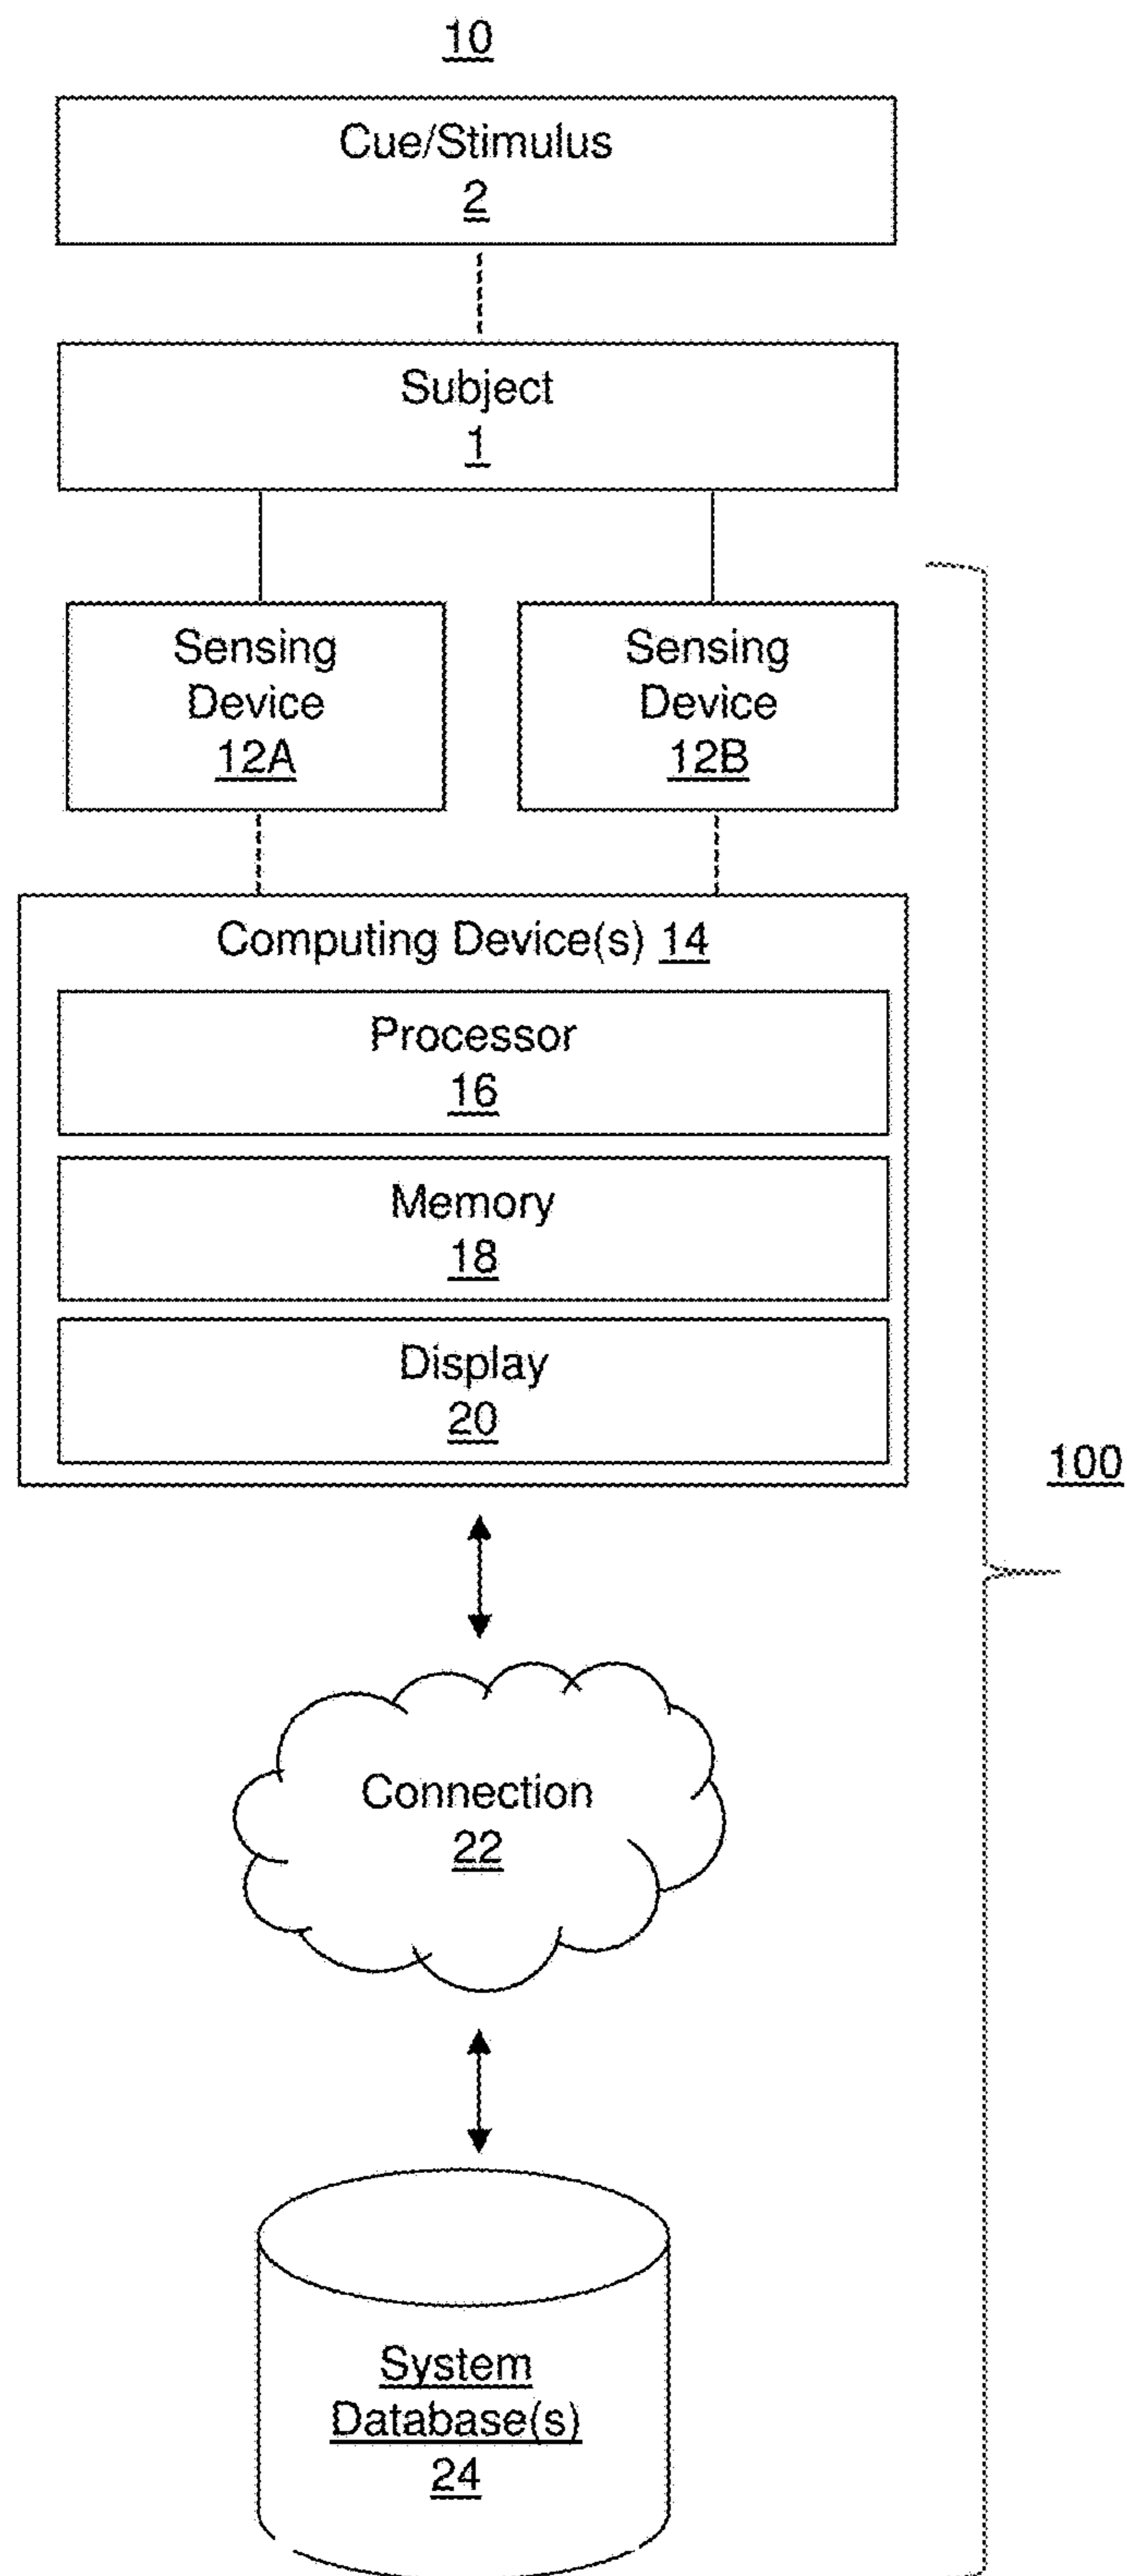 10
Cue/Stimulus
2
Subject
1
Sensing
Device
12A
Sensing
Device
12B
Computing Device(s) 14
Processor
16
Memory
18
Display
20
100
Connection
22
System
Database(s)
24